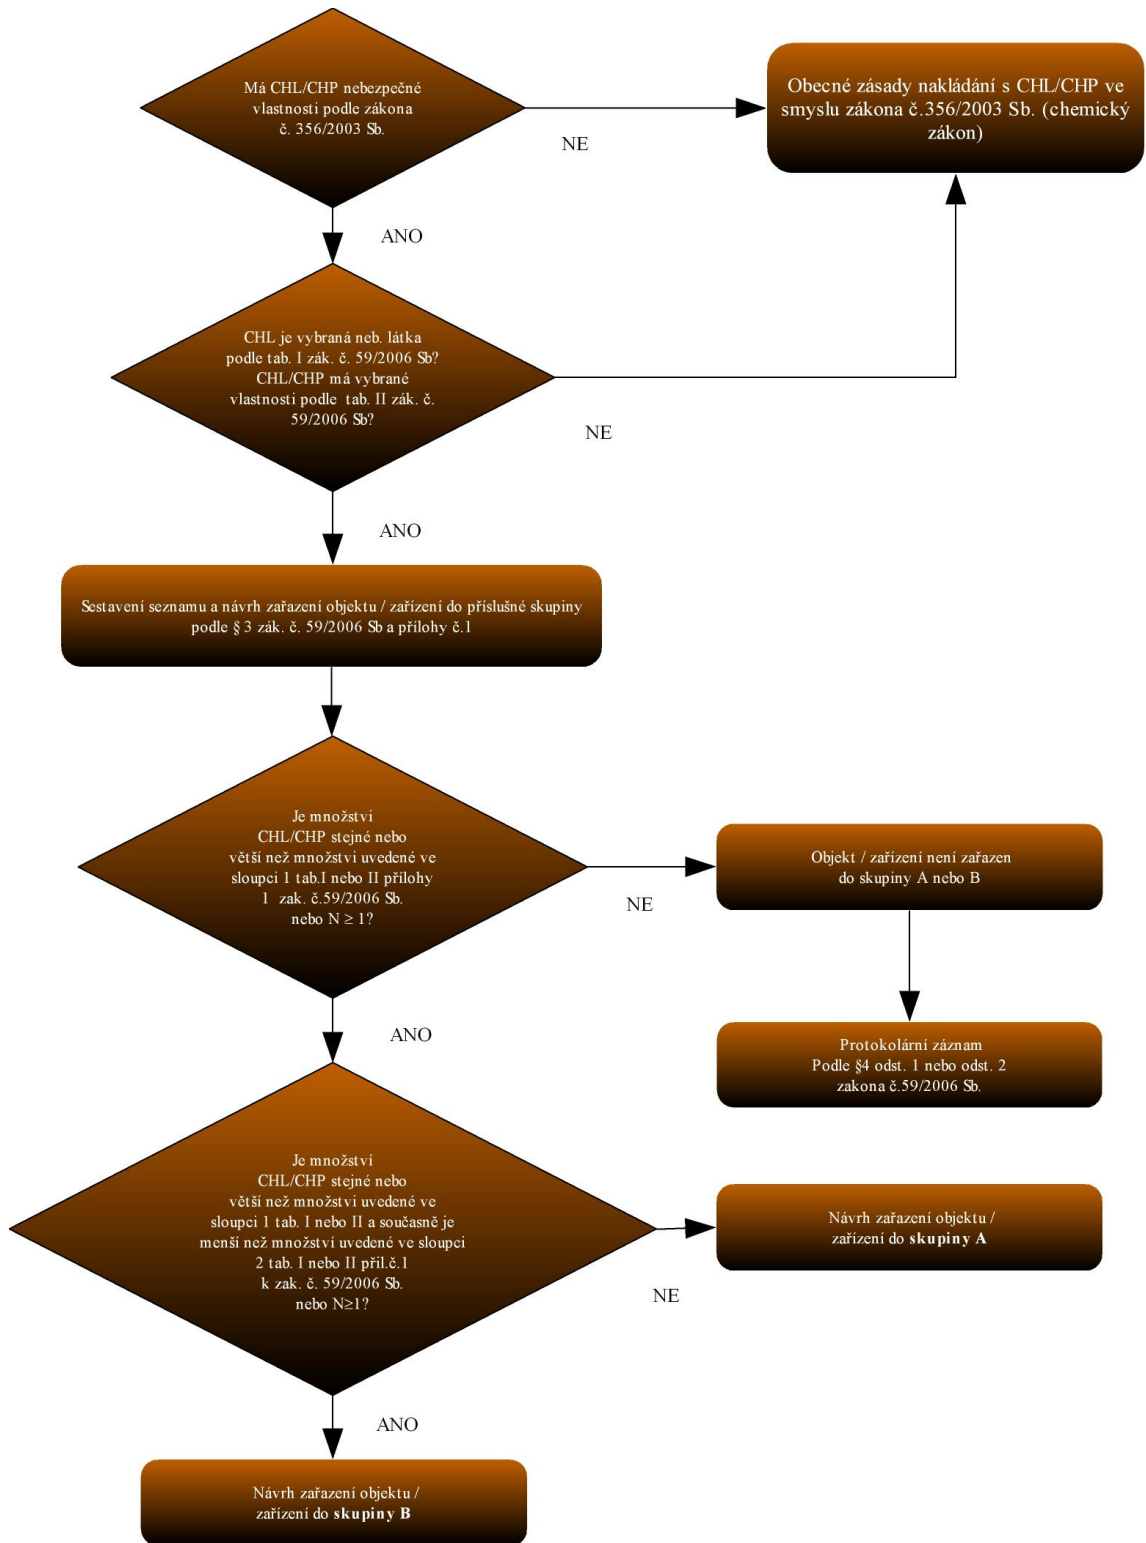 Má CHL/CHP nebezpečné
vlastnosti podle zákona
č. 356/2003 Sb.
NE
Obecné zásady nakládání s CHL/CHP ve
smyslu zákona č.356/2003 Sb. (chemický
zákon)
ANO
CHL je vybraná neb. látka
podle tab. I zák. č. 59/2006 Sb?
CHL/CHP má vybrané
vlastnosti podle tab. II zák. č.
59/2006 Sb?
NE
ANO
Sestavení seznamu a návrh zařazení objektu / zařízení do příslušné skupiny
podle § 3 zák. č. 59/2006 Sb a přílohy č.1
Je množstvi
CHL/CHP stejné nebo
větší než množstvi uvedené ve
sloupci 1 tab.I nebo II přílohy
1 zak. č.59/2006 Sb.
nebo N ≥ 1?
NE
Objekt / zařízení není zařazen
do skupiny A nebo B
ANO
Protokolární záznam
Podle §4 odst. 1 nebo odst. 2
zakona č.59/2006 Sb.
Je množství
CHL/CHP stejné nebo
větší než množstvi uvedené ve
sloupci 1 tab. I nebo II a současně je
menší než množství uvedené ve sloupci
2 tab. I nebo II přil.č.1
k zak. č. 59/2006 Sb.
nebo N≥1?
NE
Návrh zařazení objektu /
zařízení do skupiny A
ANO
Návrh zařazení objektu /
zařízení do skupiny B